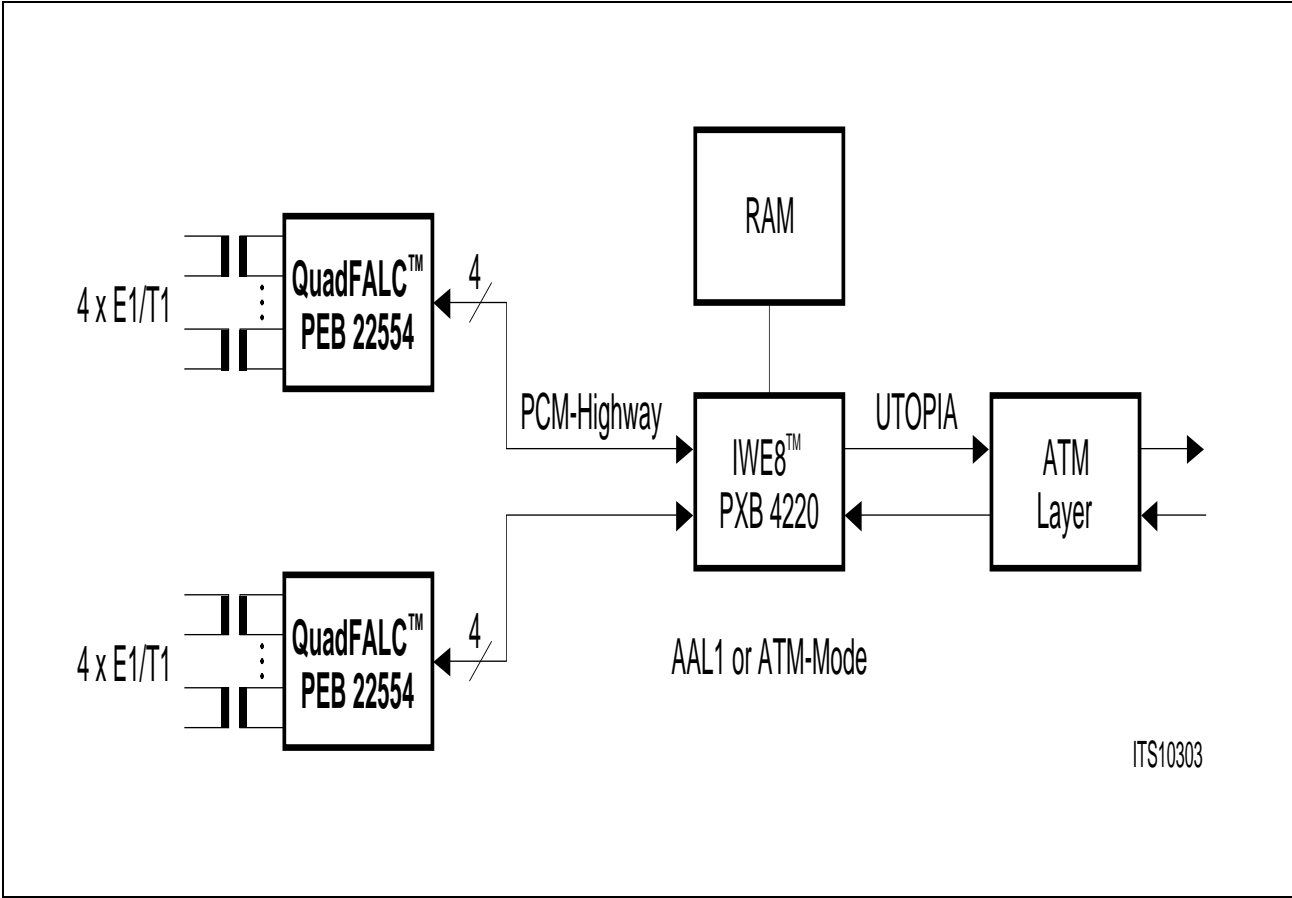 RAM
QuadFALC™
PEB 22554
4
4 x E1/T1
PCM-Highway
UTOPIA
IWE8™
PXB 4220
ATM
Layer
QuadFALC™
PEB 22554
4
4 x E1/T1
AAL1 or ATM-Mode
ITS10303